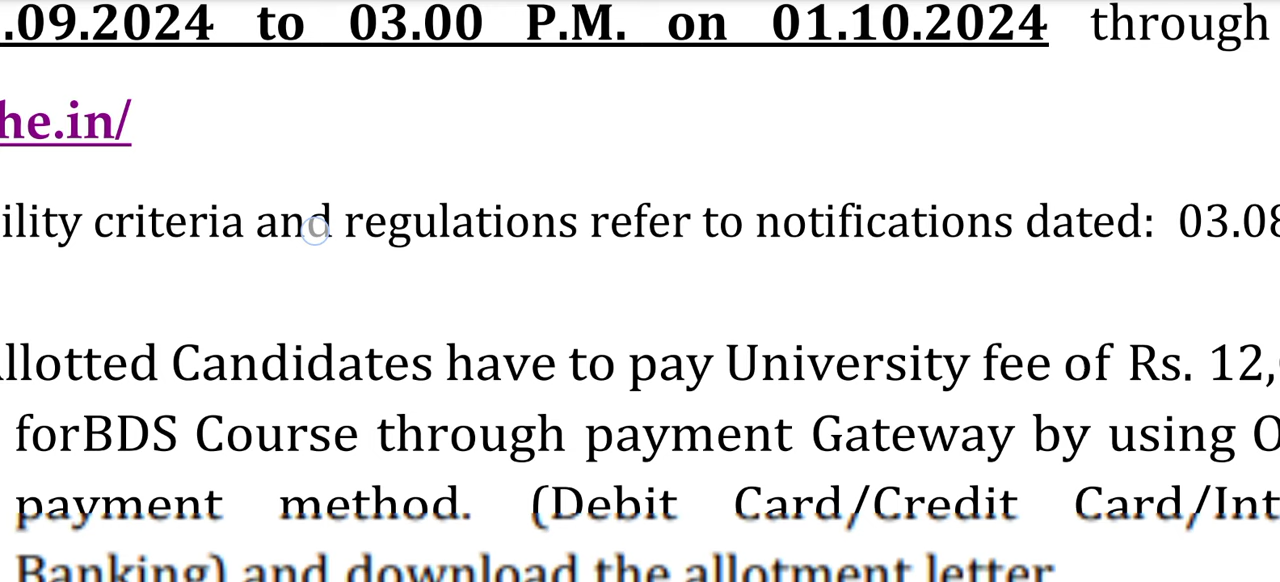 .09.2024 to 03.00 P.M. on 01.10.2024 through
he.in/
ility criteria and regulations refer to notifications dated: 03.08
llotted Candidates have to pay University fee of Rs. 12,
forBDS Course through payment Gateway by using O
payment method. (Debit Card/Credit Card/Int
Banking) and download the allotment letter